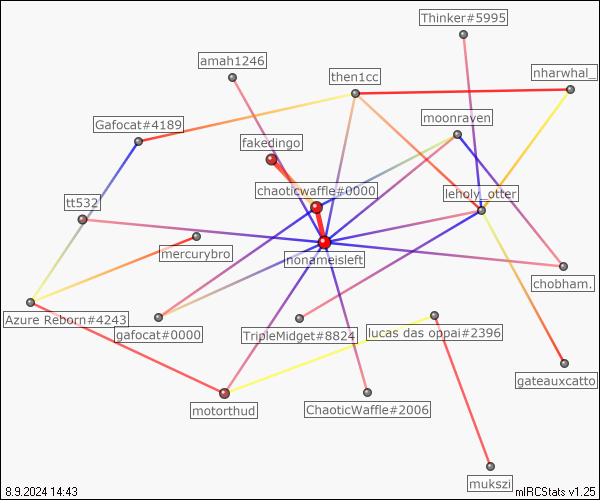 Thinker#5995
amah1246
then1cc
nharwhal_
Gafocat#4189
moonraven
fakedingo
chaoticwaffle#0000
leholy_otter
tt532
mercurybro
nonameisleft
chobham.
Azure Reborn#4243
gafocat#0000
TripleMidget#8824
lucas das oppai#2396
gateauxcatto
motorthud
ChaoticWaffle#2006
mukszi
8.9.2024 14:43
mIRCStats v1.25